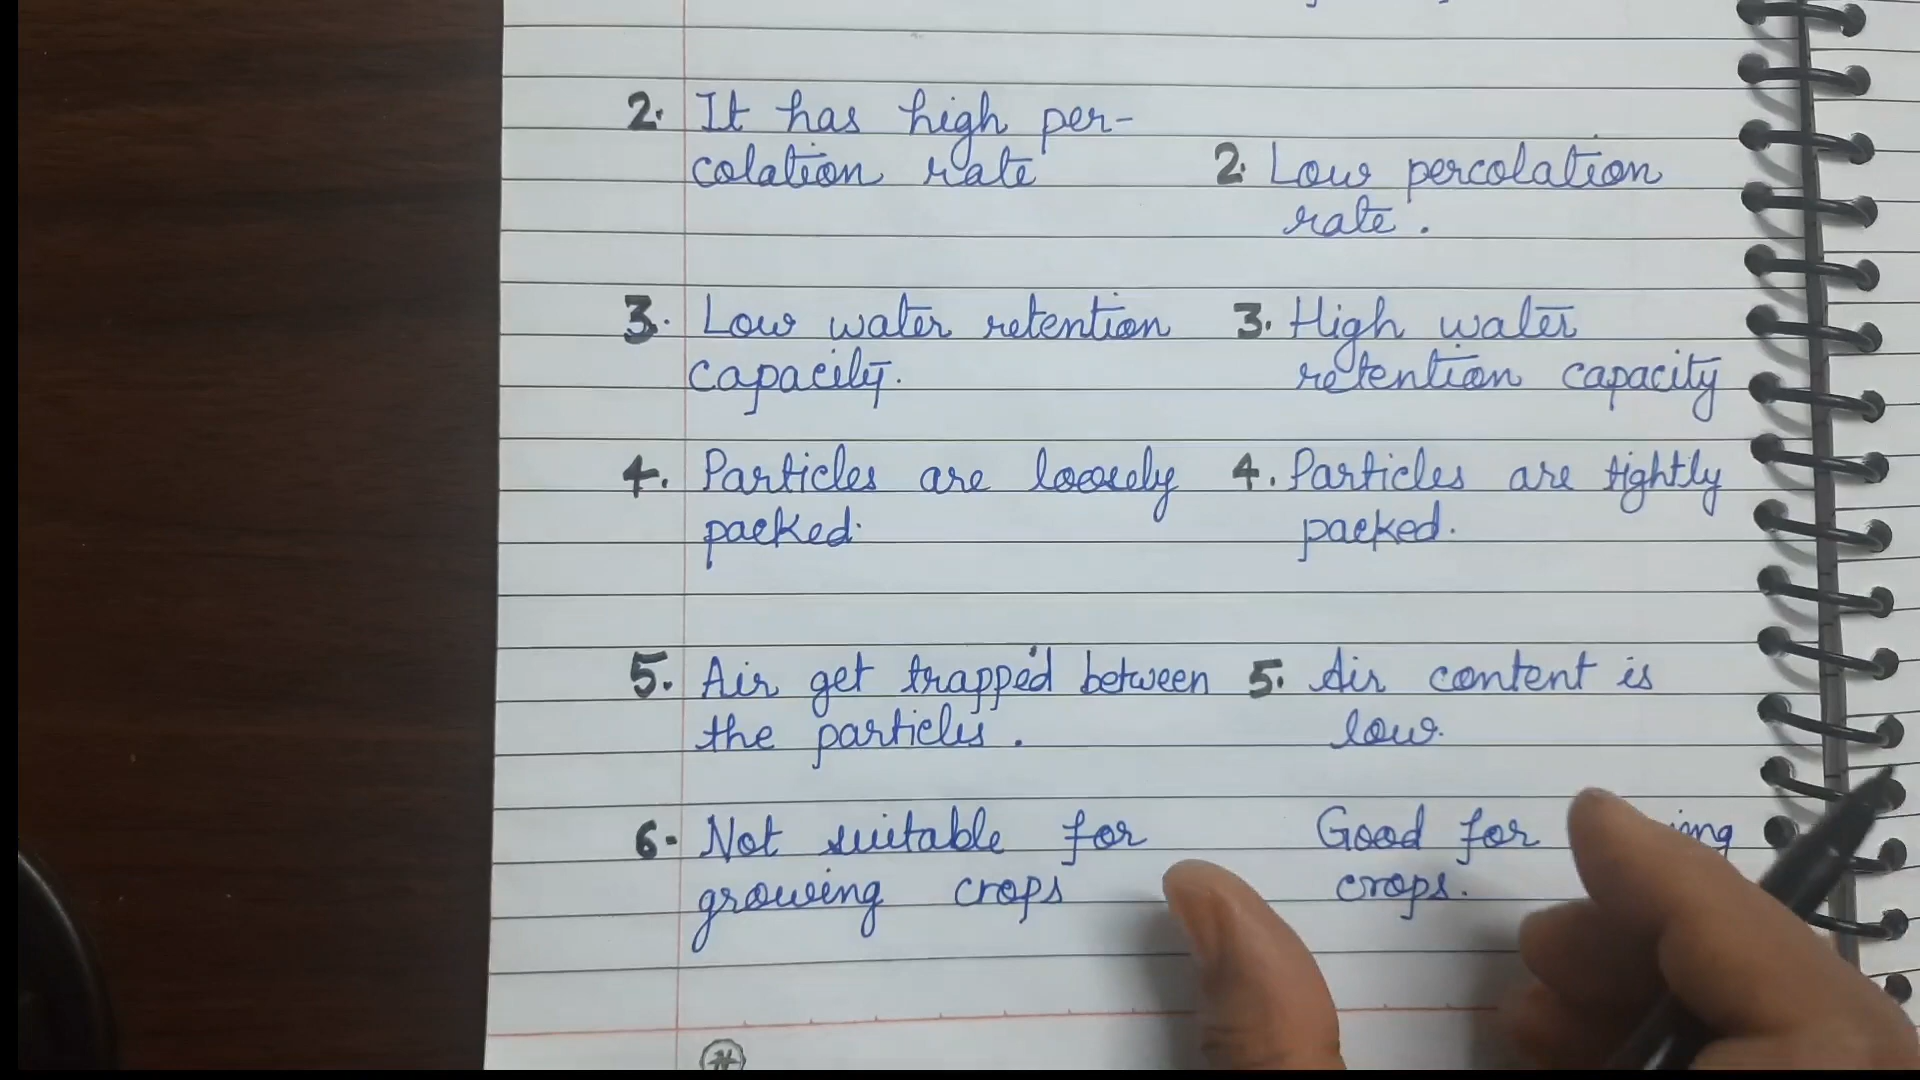 2. It has high per-
colation rate
2. Low percolation
rate.
3. Low water retention
capacity.
3. High water
retention capacity
4. Particles are loosely
packed.
4. Particles are tightly
packed.
5. Air get trapped between
the particles.
5. Air content is
low.
6. Not suitable for
growing crops
Good for
crops.